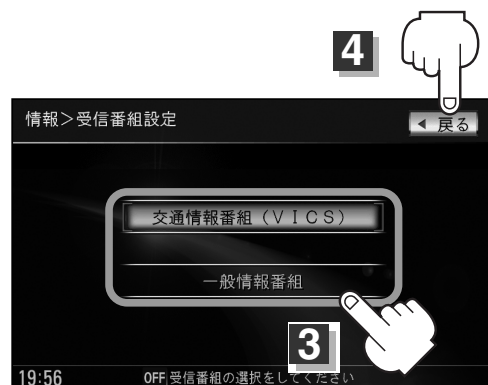 4
情報>受信番組設定
◀ 戻る
交通情報番組(VICS)
一般情報番組
3
19:56 OFF 受信番組の選択をしてください